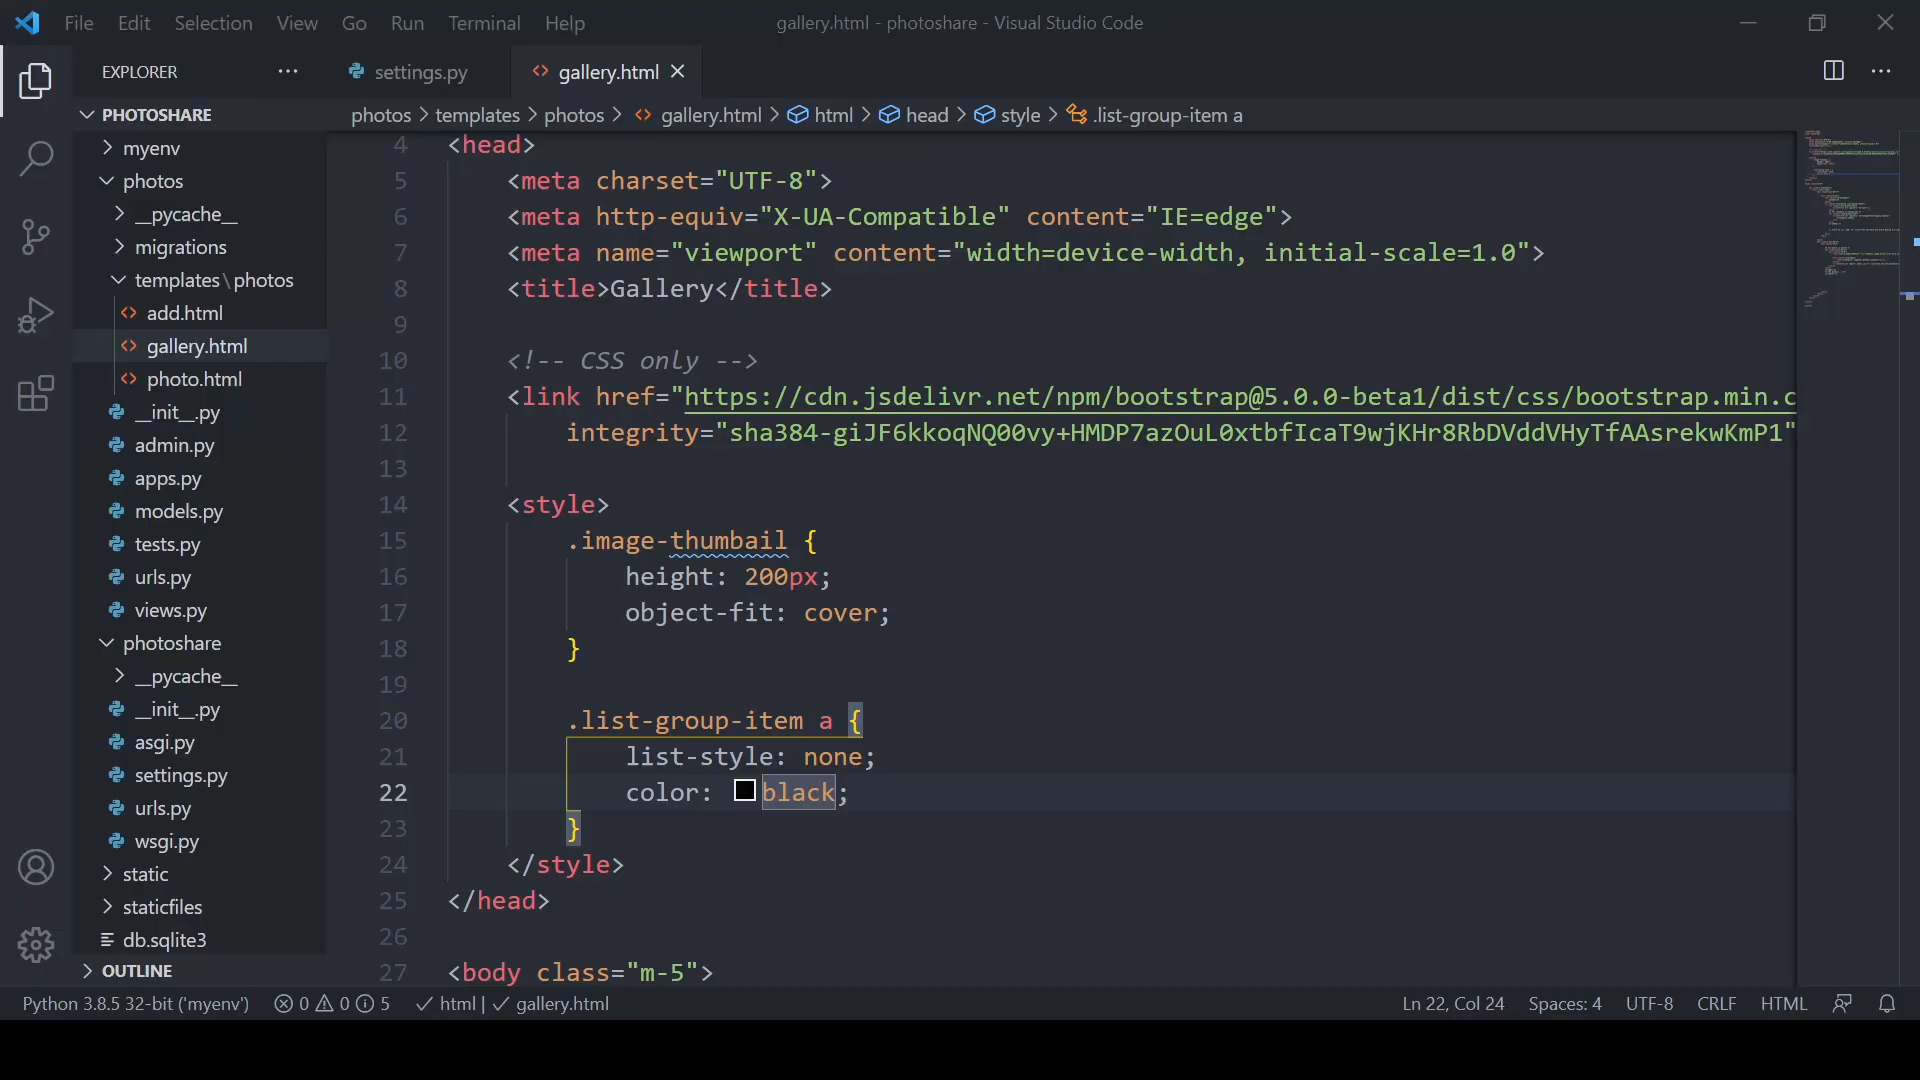 File Edit Selection View Go Run Terminal Help
gallery.html - photoshare - Visual Studio Code
EXPLORER
settings.py
gallery.html
PHOTOSHARE
photos > templates > photos > gallery.html > html > head > style > .list-group-item a
myenv
photos
__pycache__
migrations
templates\photos
add.html
gallery.html
photo.html
__init__.py
admin.py
apps.py
models.py
tests.py
urls.py
views.py
photoshare
__pycache__
__init__.py
asgi.py
settings.py
urls.py
wsgi.py
static
staticfiles
db.sqlite3
OUTLINE
4 <head>
5 <meta charset="UTF-8">
6 <meta http-equiv="X-UA-Compatible" content="IE=edge">
7 <meta name="viewport" content="width=device-width, initial-scale=1.0">
8 <title>Gallery</title>
9
10 <!-- CSS only -->
11 <link href="https://cdn.jsdelivr.net/npm/bootstrap@5.0.0-beta1/dist/css/bootstrap.min.c
12 integrity="sha384-giJF6kkoqNQ00vy+HMDP7azOuL0xtbfIcaT9wjKHr8RbDVddVHyTfAAsrekwKmP1"
13
14 <style>
15 .image-thumbail {
16 height: 200px;
17 object-fit: cover;
18 }
19
20 .list-group-item a {
21 list-style: none;
22 color: black;
23 }
24 </style>
25 </head>
26
27 <body class="m-5">
Python 3.8.5 32-bit ('myenv') 0 0 5 html | gallery.html Ln 22, Col 24 Spaces: 4 UTF-8 CRLF HTML